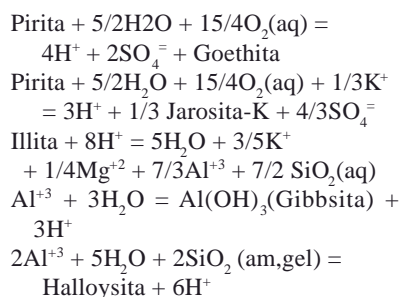 Pirita + 5/2H2O + 15/4O₂(aq) =
4H⁺ + 2SO₄⁼ + Goethita
Pirita + 5/2H₂O + 15/4O₂(aq) + 1/3K⁺
= 3H⁺ + 1/3 Jarosita-K + 4/3SO₄⁼
Illita + 8H⁺ = 5H₂O + 3/5K⁺
+ 1/4Mg⁺² + 7/3Al⁺³ + 7/2 SiO₂(aq)
Al⁺³ + 3H₂O = Al(OH)₃(Gibbsita) +
3H⁺
2Al⁺³ + 5H₂O + 2SiO₂ (am,gel) =
Halloysita + 6H⁺